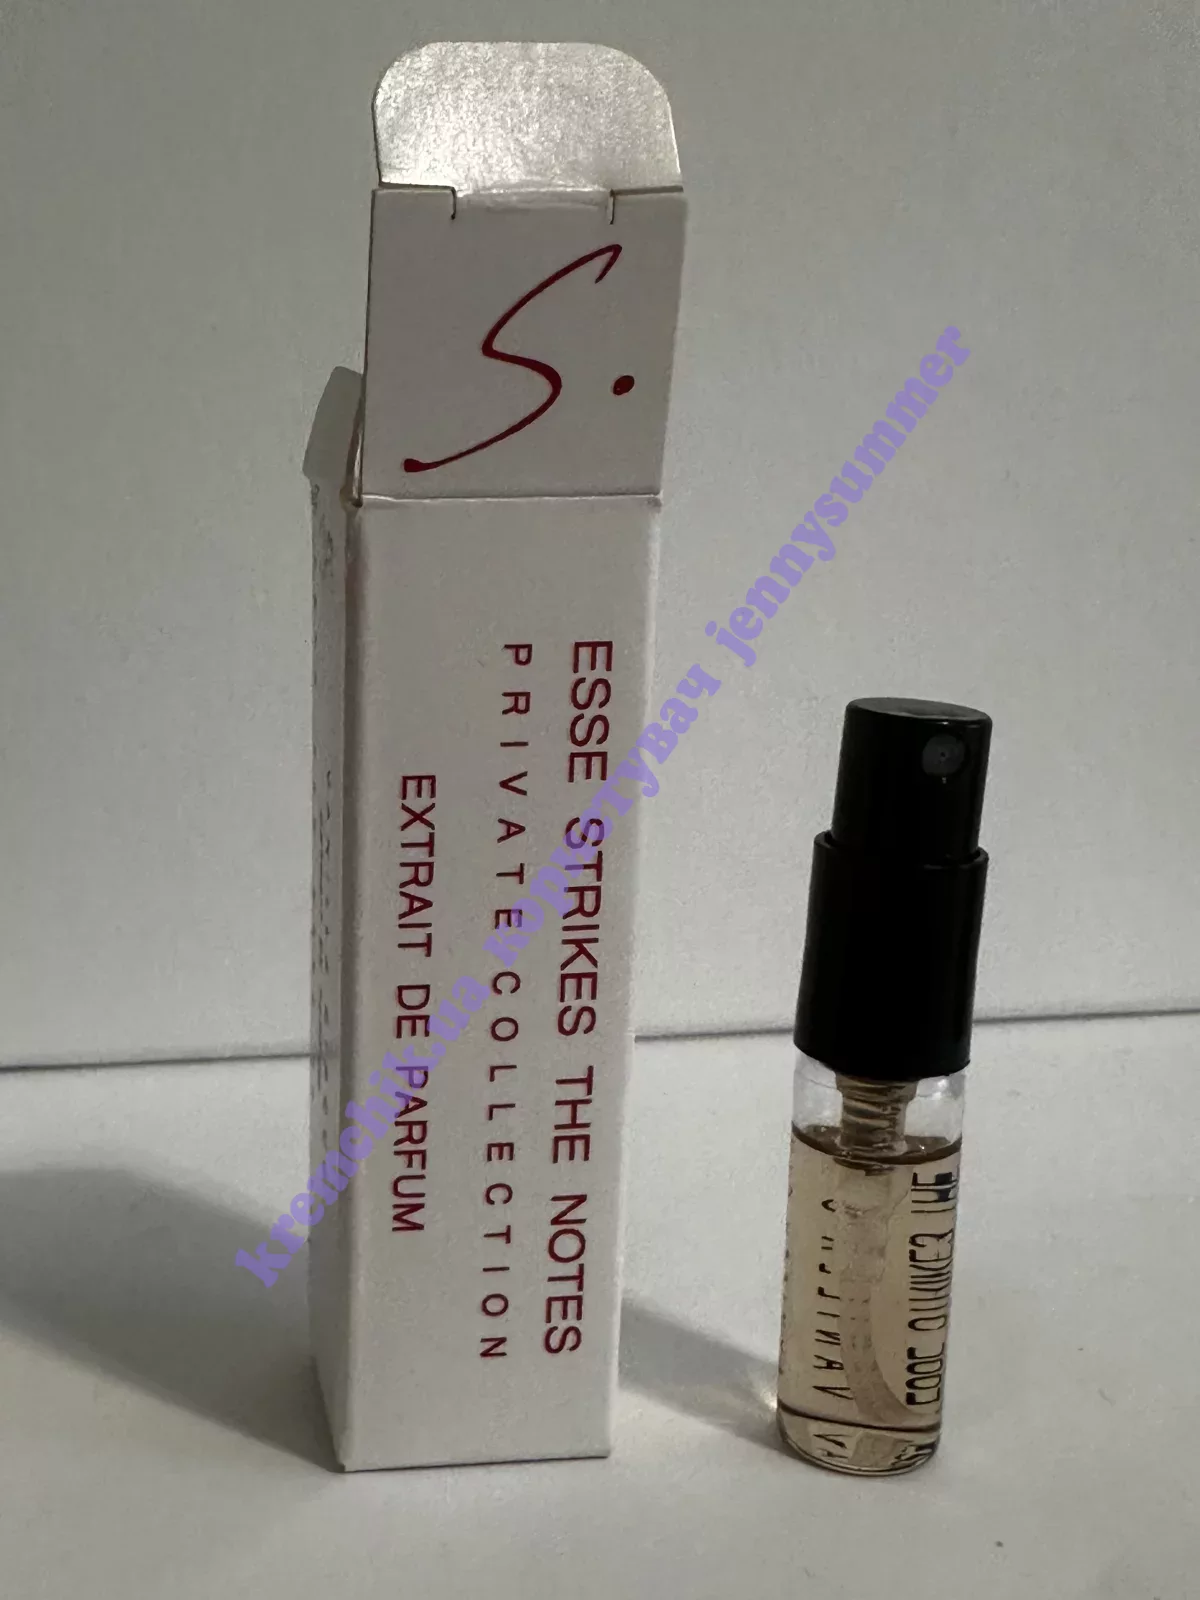 S.
ESSE STRIKES THE NOTES
PRIVATE COLLECTION
EXTRAIT DE PARFUM
kremchik.ua користувач jennysummer